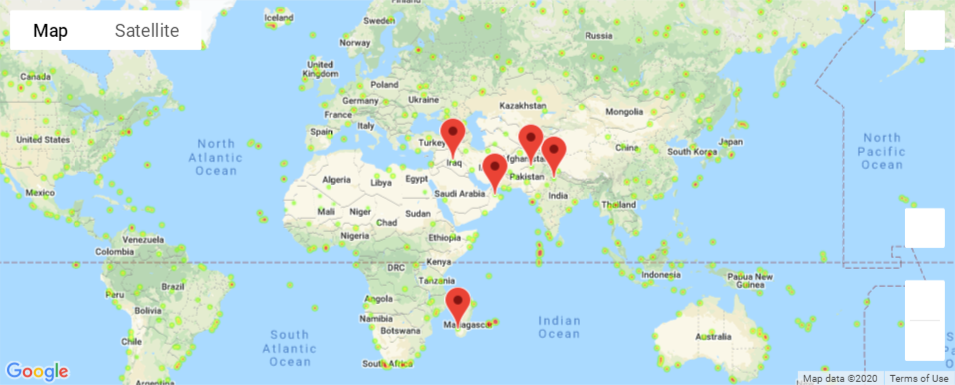 Map
Satellite
Iceland
Sweden
Norway
Russia
Canada
United
Kingdom
Poland
Germany
Ukraine
France
Kazakhstan
Mongolia
Italy
Spain
United States
North
Atlantic
Ocean
Turkey
Iraq
Afghanistan
China
South Korea
Japan
North
Pacific
Ocean
Mexico
Algeria
Libya
Egypt
Pakistan
Saudi Arabia
India
Mali
Niger
Chad
Sudan
Thailand
Venezuela
Colombia
Nigeria
Ethiopia
Kenya
DRC
Indonesia
Papua New
Guinea
Tanzania
Peru
Brazil
Bolivia
Angola
Namibia
Botswana
Madagascar
Indian
Ocean
Australia
South
Atlantic
Ocean
Chile
South Africa
Argentina
Google
Map data ©2020
Terms of Use